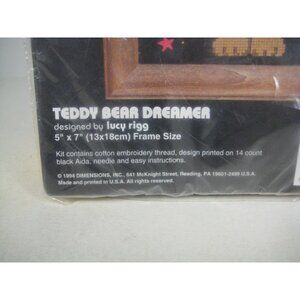 TEDDY BEAR DREAMER
designed by lucy rigg
5" x 7" (13x18cm) Frame Size
Kit contains cotton embroidery thread, design printed on 14 count
black Aida, needle and easy instructions.
© 1994 DIMENSIONS, INC., 641 McKnight Street, Reading, PA 19601-2499 U.S.A.
Made and printed in U.S.A. All rights reserved.